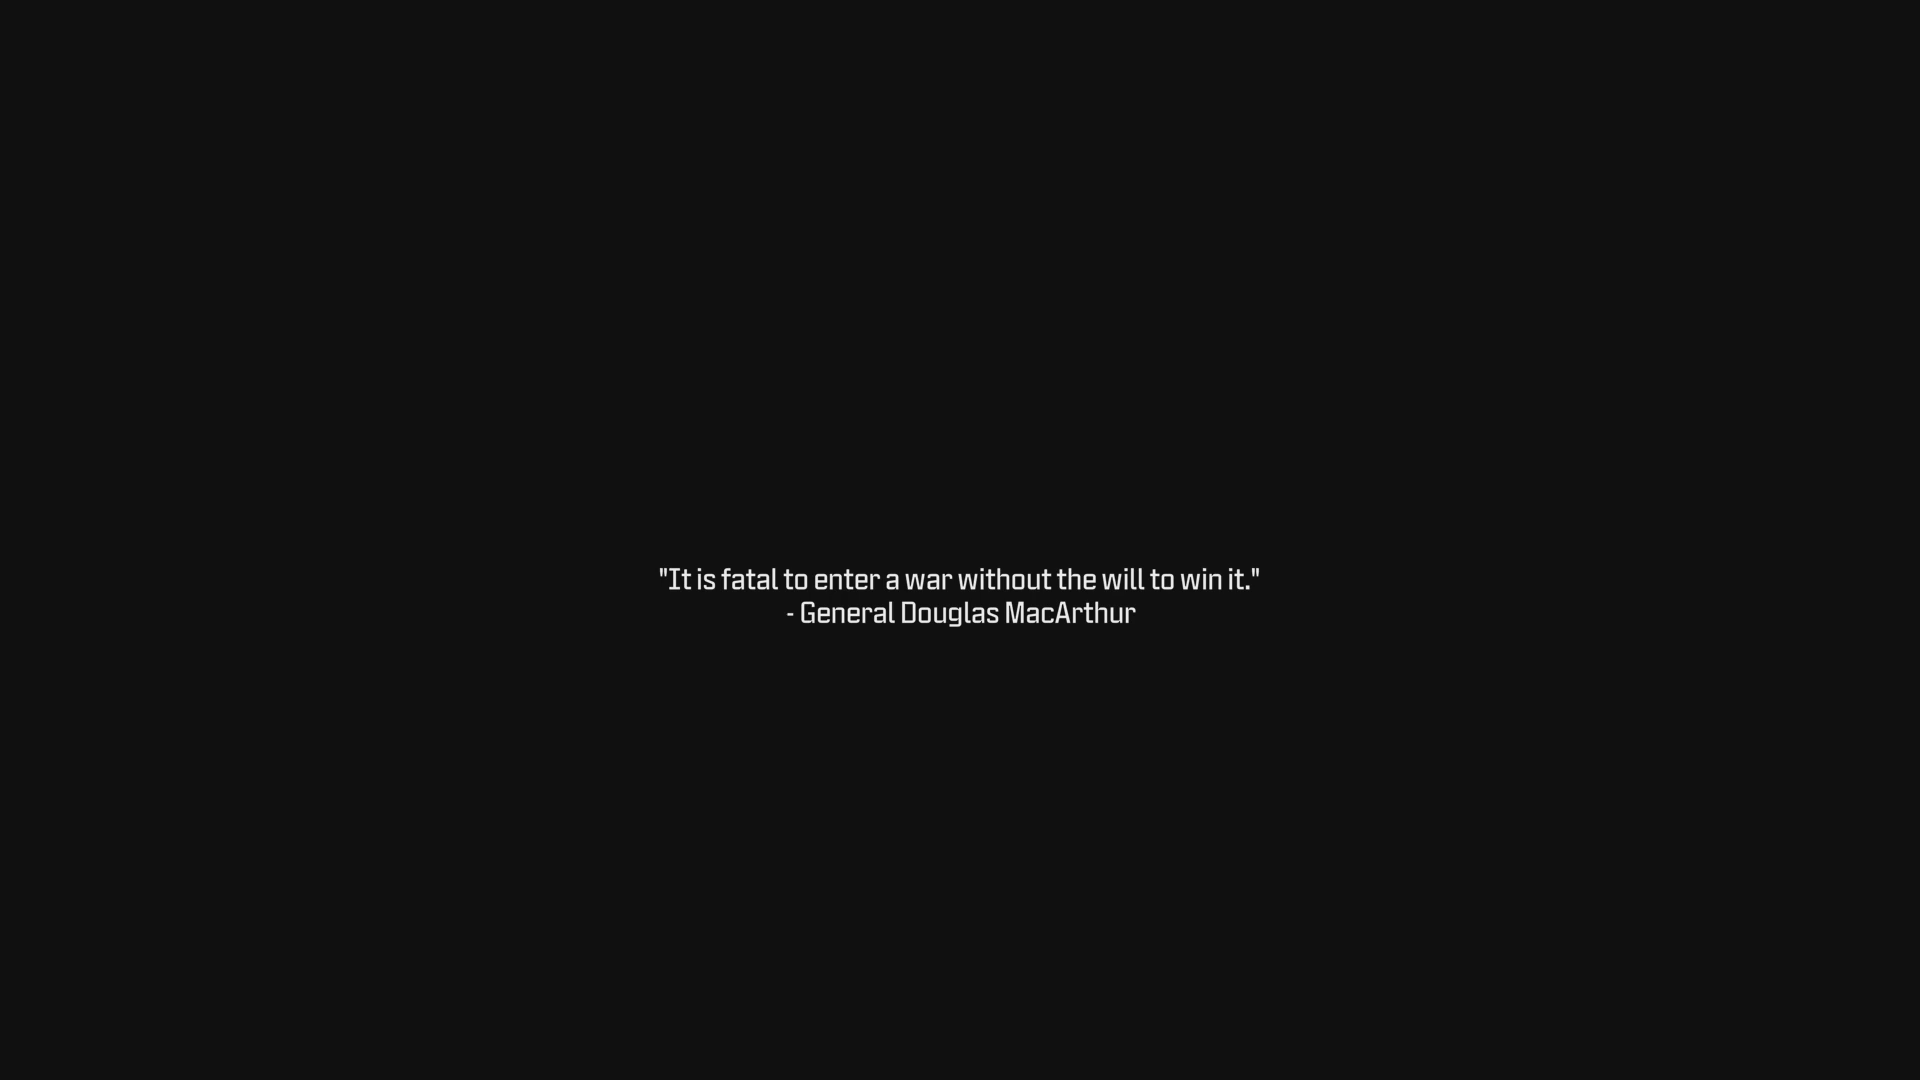 "It is fatal to enter a war without the will to win it."
- General Douglas MacArthur